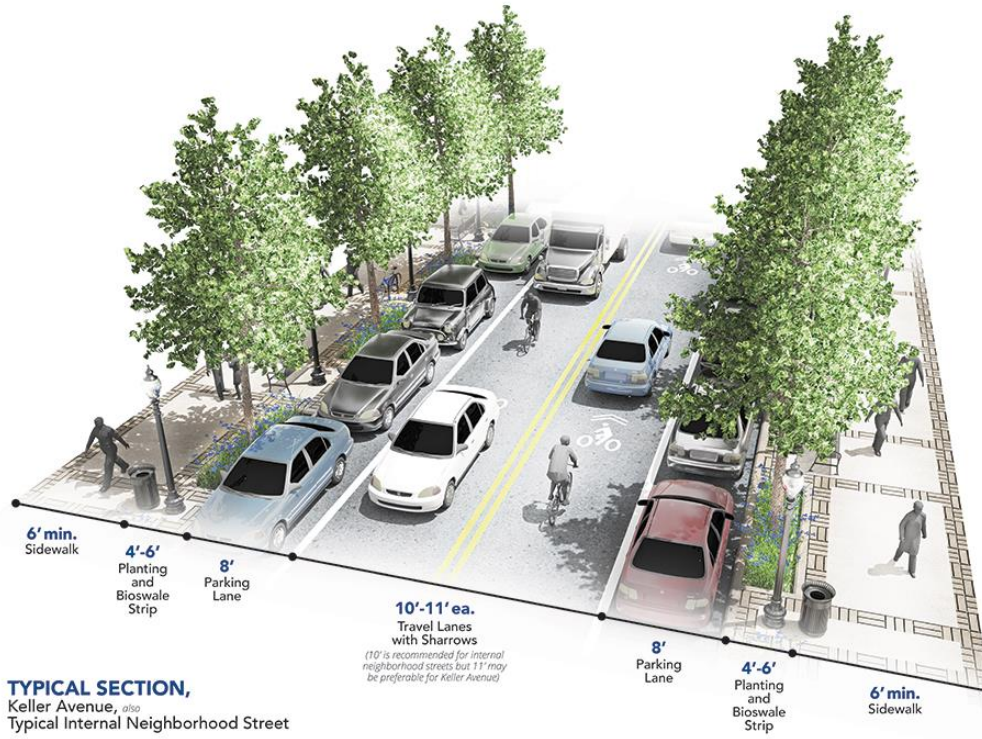 6' min.
Sidewalk
4'-6'
Planting
and
Bioswale
Strip
8'
Parking
Lane
10'-11' ea.
Travel Lanes
with Sharrows
(10' is recommended for internal
neighborhood streets but 11' may
be preferable for Keller Avenue)
8'
Parking
Lane
4'-6'
Planting
and
Bioswale
Strip
6' min.
Sidewalk
TYPICAL SECTION,
Keller Avenue, also
Typical Internal Neighborhood Street